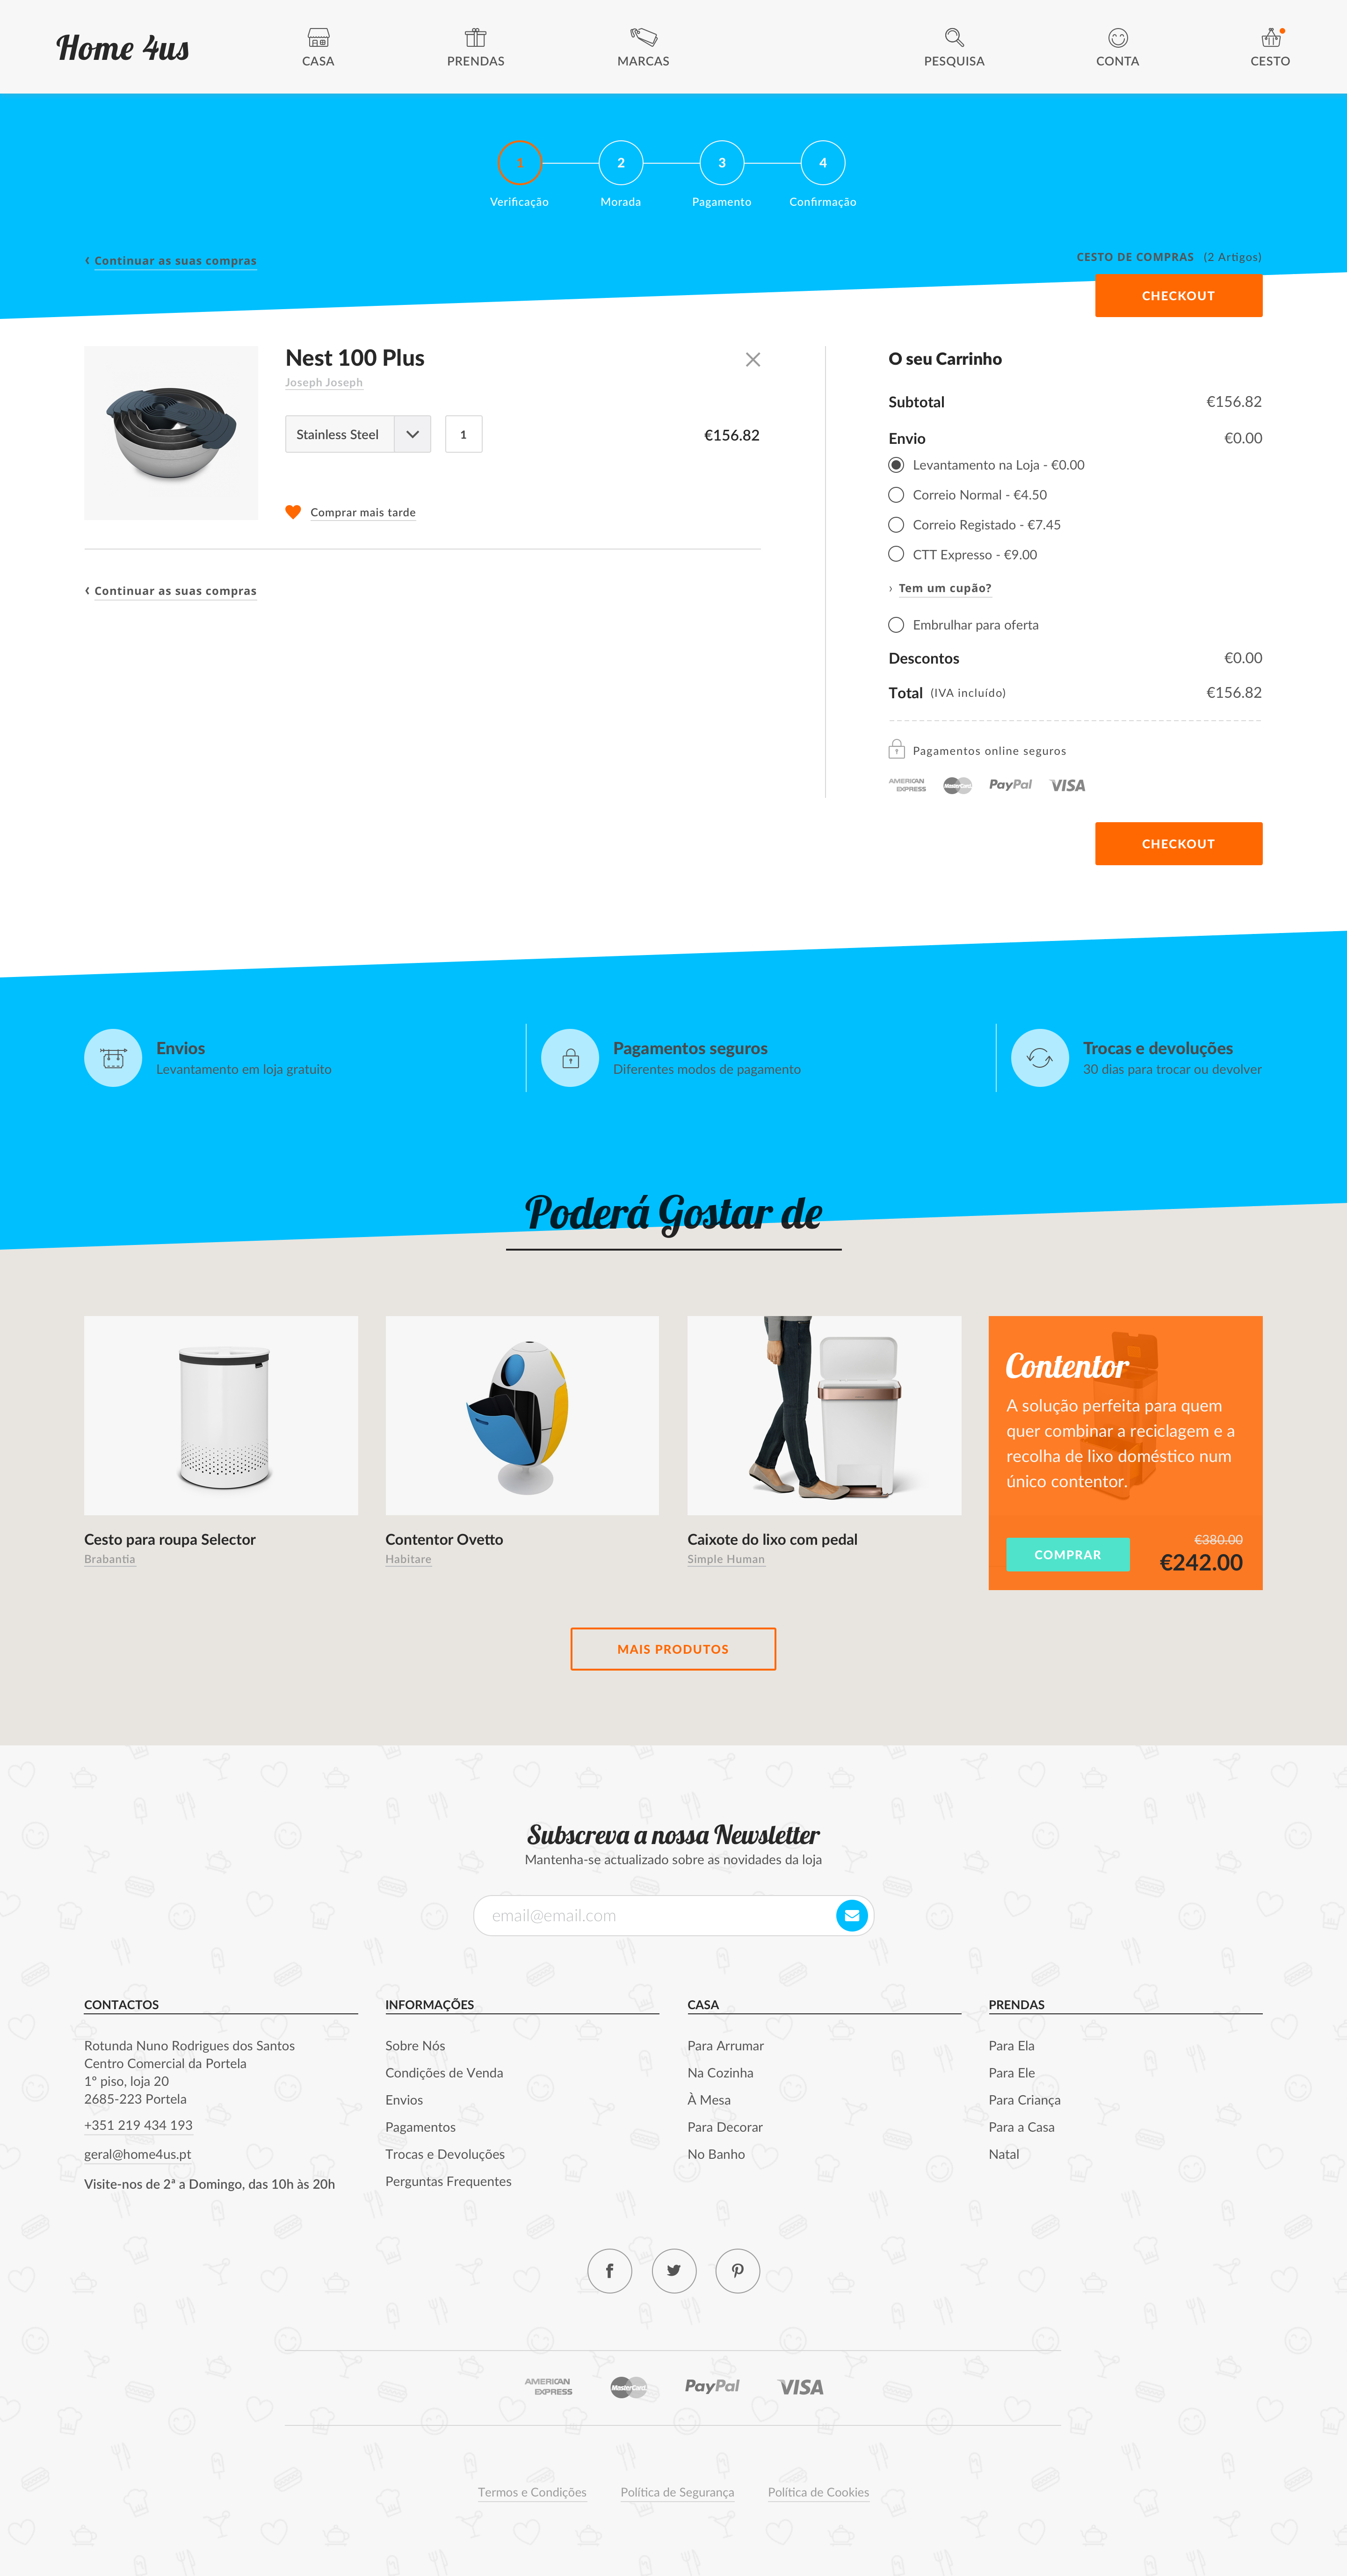 Home 4us
CASA
PRENDAS
MARCAS
PESQUISA
CONTA
CESTO
1
2
3
4
Verificação
Morada
Pagamento
Confirmação
‹ Continuar as suas compras
CESTO DE COMPRAS (2 Artigos)
CHECKOUT
Nest 100 Plus
Joseph Joseph
Stainless Steel
1
€156.82
Comprar mais tarde
‹ Continuar as suas compras
O seu Carrinho
Subtotal €156.82
Envio €0.00
Levantamento na Loja - €0.00
Correio Normal - €4.50
Correio Registado - €7.45
CTT Expresso - €9.00
› Tem um cupão?
Embrulhar para oferta
Descontos €0.00
Total (IVA incluído) €156.82
Pagamentos online seguros
AMERICAN EXPRESS
MasterCard
PayPal
VISA
CHECKOUT
Envios
Levantamento em loja gratuito
Pagamentos seguros
Diferentes modos de pagamento
Trocas e devoluções
30 dias para trocar ou devolver
Poderá Gostar de
Cesto para roupa Selector
Brabantia
Contentor Ovetto
Habitare
Caixote do lixo com pedal
Simple Human
Contentor
A solução perfeita para quem
quer combinar a reciclagem e a
recolha de lixo doméstico num
único contentor.
COMPRAR
€380.00
€242.00
MAIS PRODUTOS
Subscreva a nossa Newsletter
Mantenha-se actualizado sobre as novidades da loja
email@email.com
CONTACTOS
Rotunda Nuno Rodrigues dos Santos
Centro Comercial da Portela
1º piso, loja 20
2685-223 Portela
+351 219 434 193
geral@home4us.pt
Visite-nos de 2ª a Domingo, das 10h às 20h
INFORMAÇÕES
Sobre Nós
Condições de Venda
Envios
Pagamentos
Trocas e Devoluções
Perguntas Frequentes
CASA
Para Arrumar
Na Cozinha
À Mesa
Para Decorar
No Banho
PRENDAS
Para Ela
Para Ele
Para Criança
Para a Casa
Natal
AMERICAN EXPRESS
MasterCard
PayPal
VISA
Termos e Condições
Política de Segurança
Política de Cookies